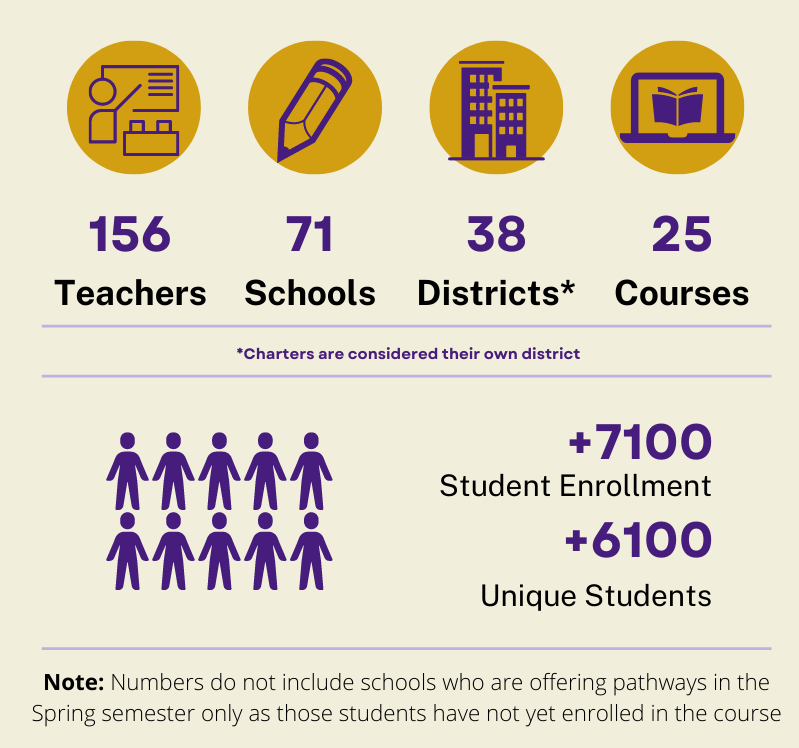 156 71 38 25
Teachers Schools Districts* Courses
*Charters are considered their own district
+7100
Student Enrollment
+6100
Unique Students
Note: Numbers do not include schools who are offering pathways in the
Spring semester only as those students have not yet enrolled in the course